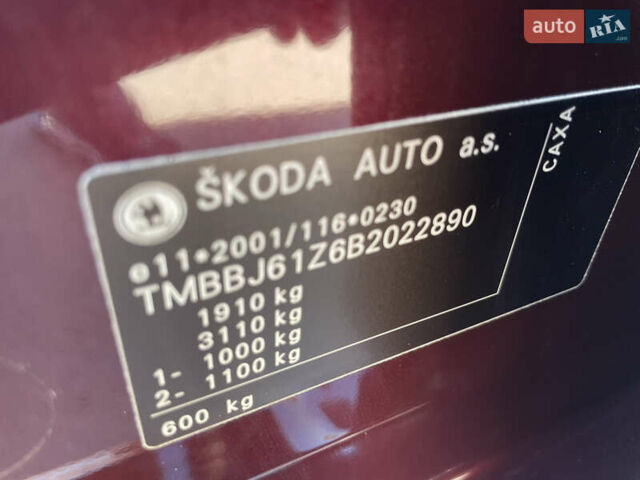 auto RIA.com
ŠKODA AUTO a.s.
CAXA
e11*2001/116*0230
TMBBJ61Z6B2022890
1910 kg
3110 kg
1- 1000 kg
2- 1100 kg
600 kg